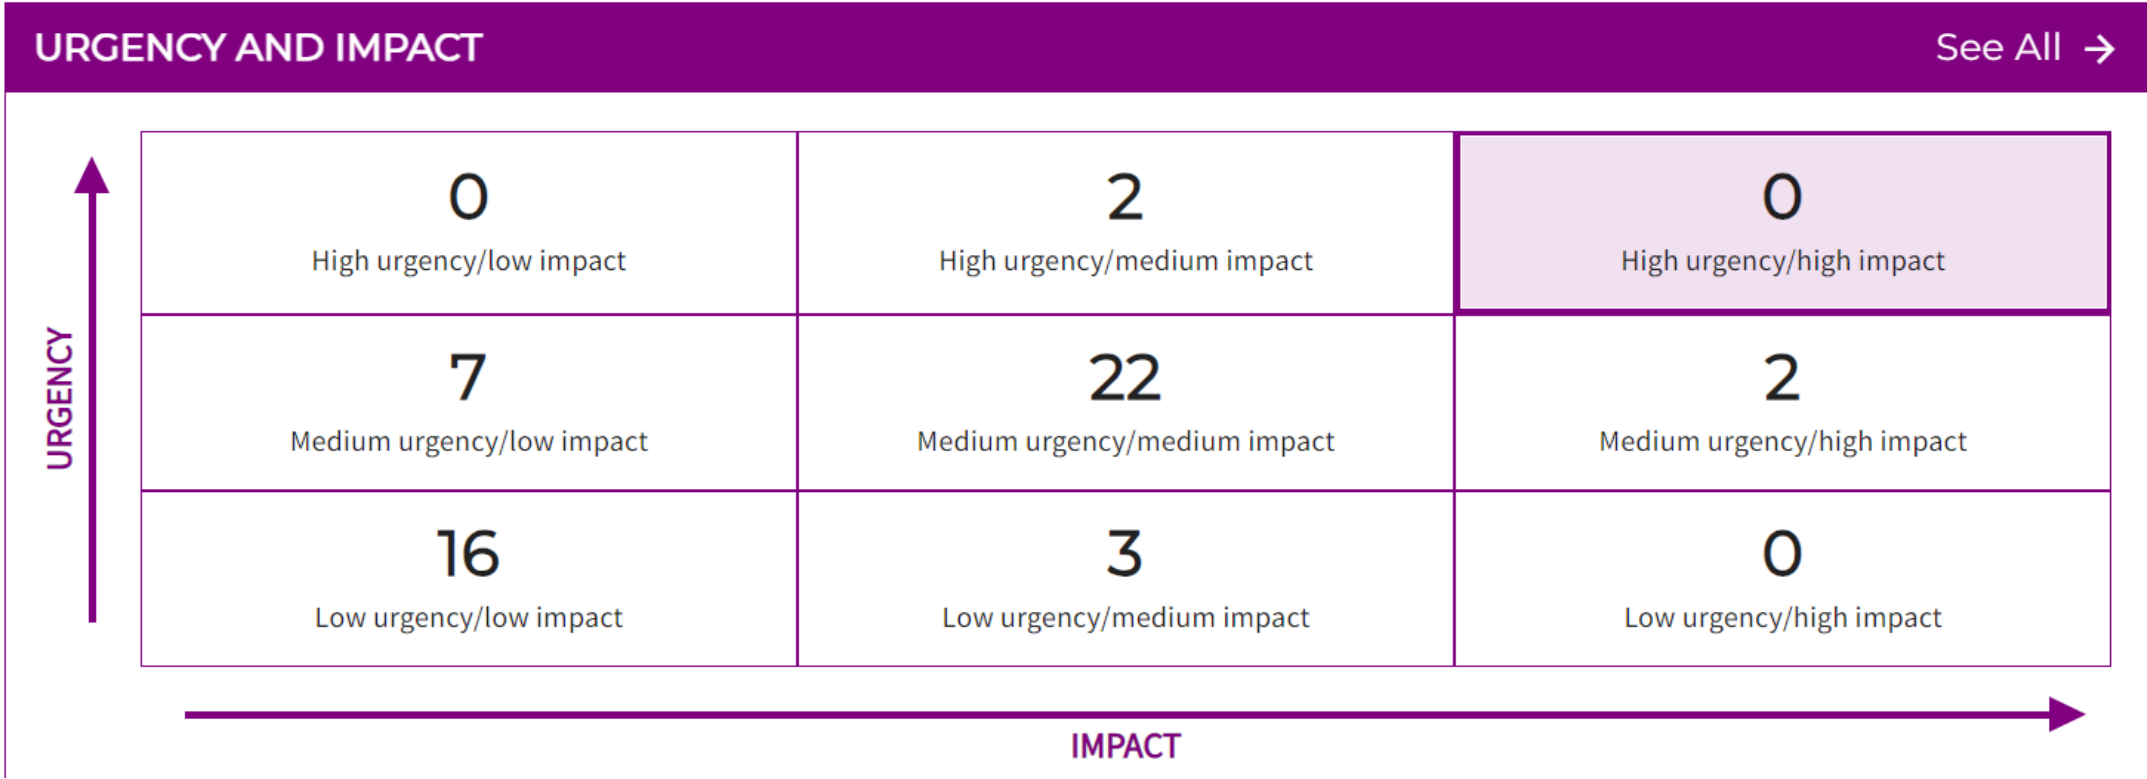 URGENCY AND IMPACT
See All →
0
High urgency/low impact
2
High urgency/medium impact
0
High urgency/high impact
URGENCY
7
Medium urgency/low impact
22
Medium urgency/medium impact
2
Medium urgency/high impact
16
Low urgency/low impact
3
Low urgency/medium impact
0
Low urgency/high impact
IMPACT